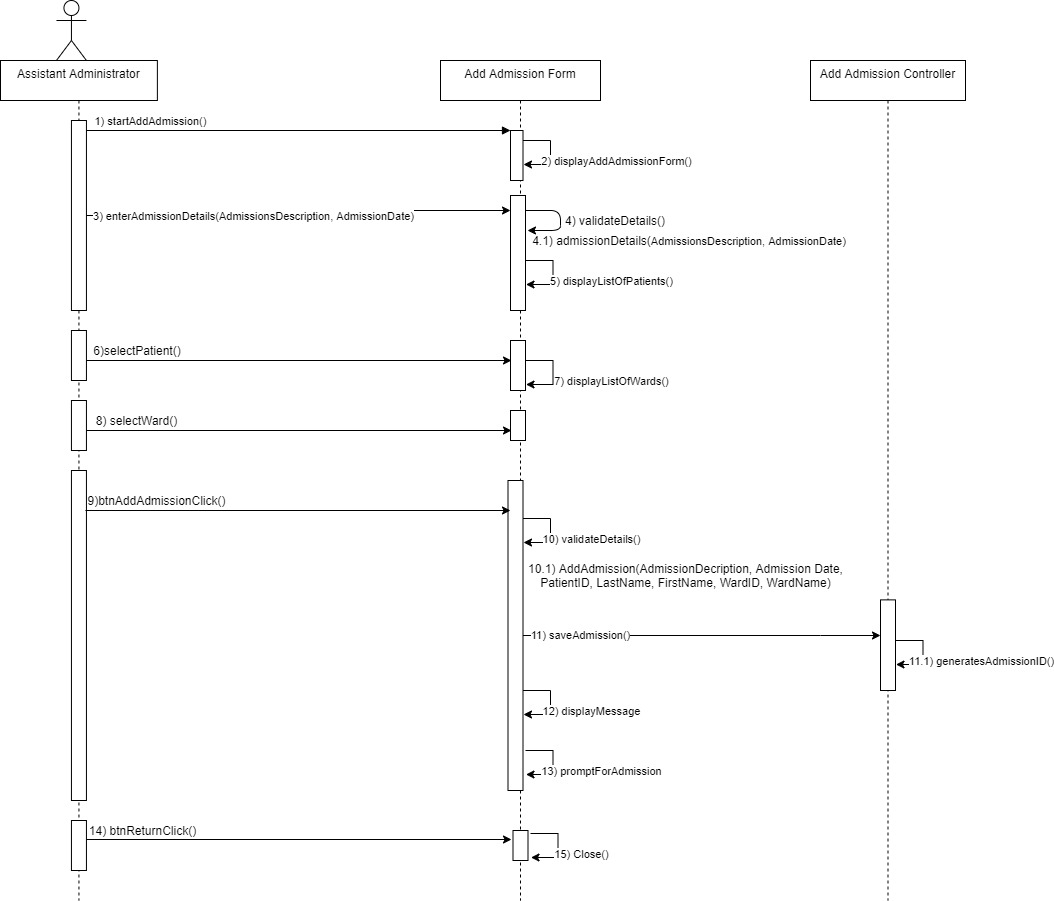 Assistant Administrator
Add Admission Form
Add Admission Controller
1) startAddAdmission()
2) displayAddAdmissionForm()
3) enterAdmissionDetails(AdmissionsDescription, AdmissionDate)
4) validateDetails()
4.1) admissionDetails(AdmissionsDescription, AdmissionDate)
5) displayListOfPatients()
6)selectPatient()
7) displayListOfWards()
8) selectWard()
9)btnAddAdmissionClick()
10) validateDetails()
10.1) AddAdmission(AdmissionDecription, Admission Date,
PatientID, LastName, FirstName, WardID, WardName)
11) saveAdmission()
11.1) generatesAdmissionID()
12) displayMessage
13) promptForAdmission
14) btnReturnClick()
15) Close()